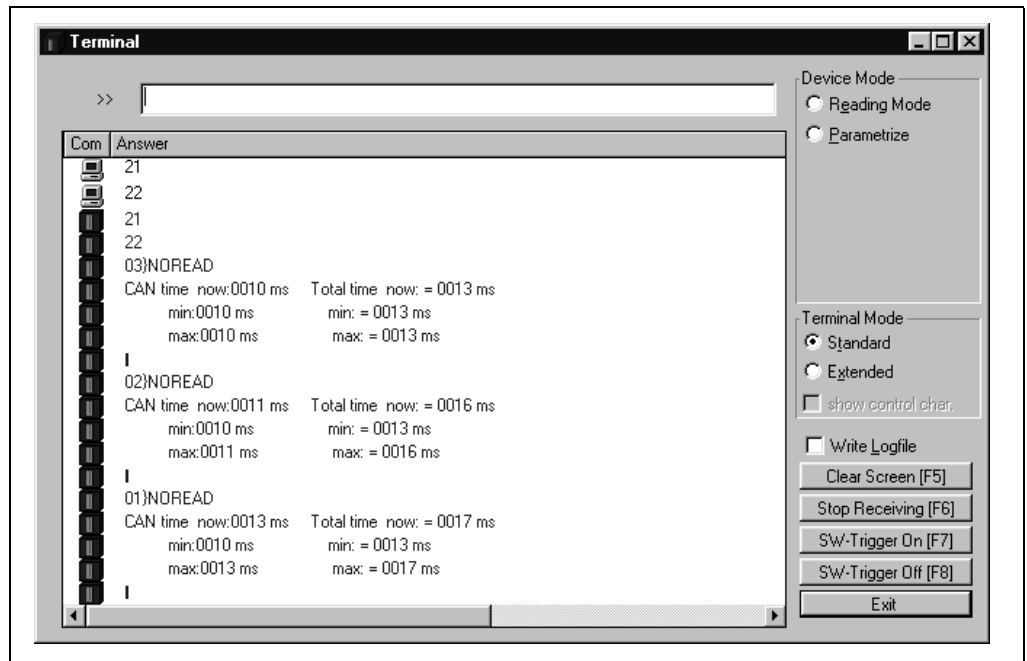 Terminal
>>
Com Answer
21
22
21
22
03}NOREAD
CAN time now:0010 ms Total time now: = 0013 ms
min:0010 ms min: = 0013 ms
max:0010 ms max: = 0013 ms
I
02}NOREAD
CAN time now:0011 ms Total time now: = 0016 ms
min:0010 ms min: = 0013 ms
max:0011 ms max: = 0016 ms
I
01}NOREAD
CAN time now:0013 ms Total time now: = 0017 ms
min:0010 ms min: = 0013 ms
max:0013 ms max: = 0017 ms
I
Device Mode
Reading Mode
Parametrize
Terminal Mode
Standard
Extended
show control char.
Write Logfile
Clear Screen [F5]
Stop Receiving [F6]
SW-Trigger On [F7]
SW-Trigger Off [F8]
Exit